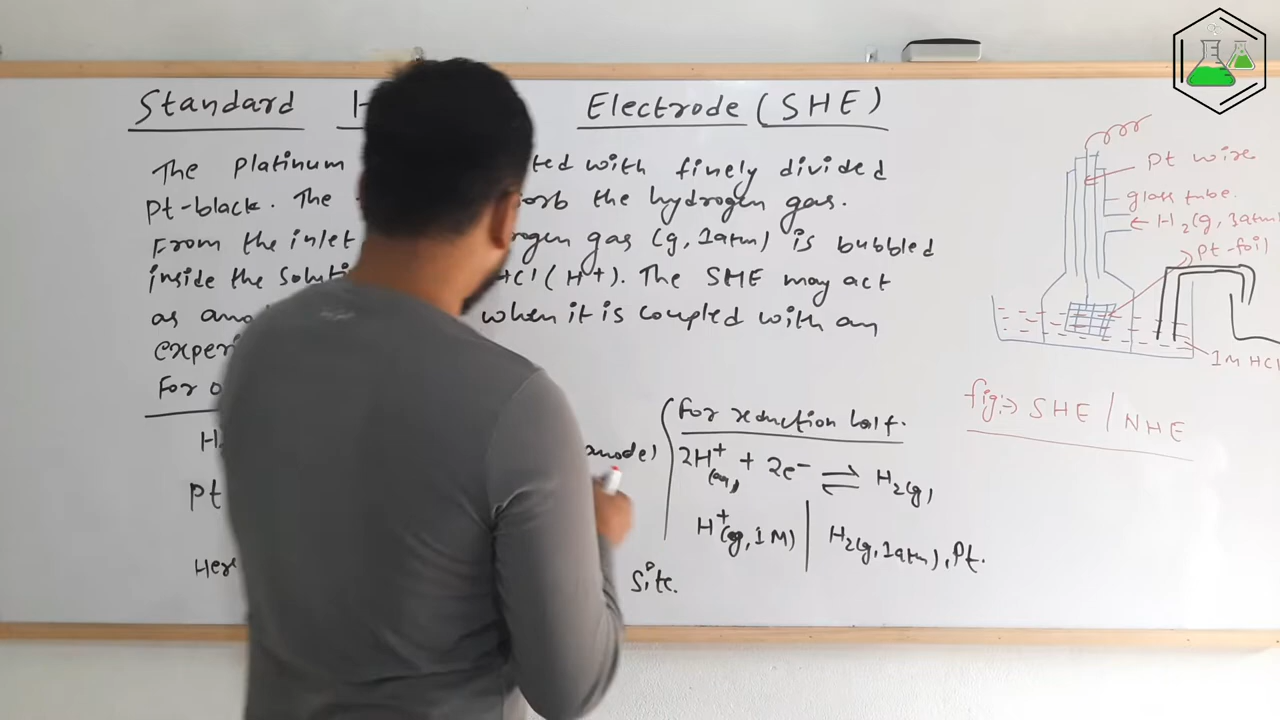 Standard H Electrode (SHE)
The Platinum ted with finely divided
Pt-black. The orb the hydrogen gas.
From the inlet rogen gas (g, 1atm) is bubbled
inside the Solut HCl (H+). The SHE may act
as ano when it is coupled with an
experi
For o
H
anode)
Pt
Here
Site.
For reduction half.
2H+(aq) + 2e- ⇌ H2(g)
H+(aq, 1M) | H2(g, 1atm), Pt.
Pt wire
glass tube.
← H2(g, 1atm)
Pt-foil
1M HCl
fig:-> SHE / NHE